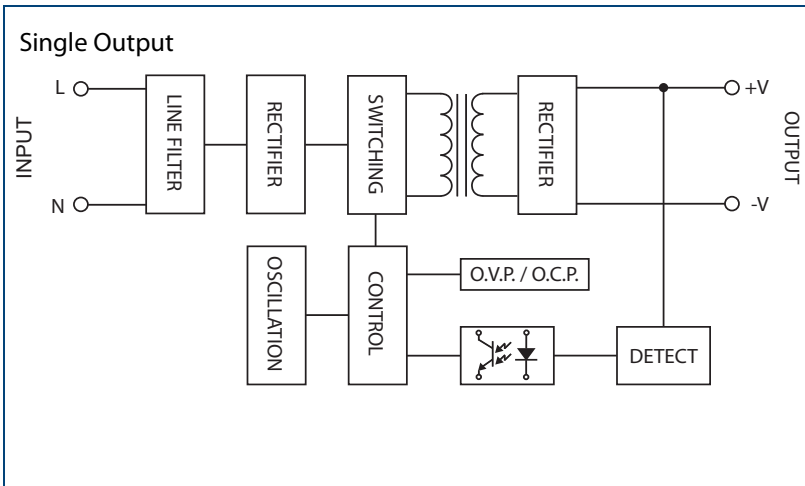 Single Output
INPUT
L
N
LINE FILTER
RECTIFIER
SWITCHING
RECTIFIER
+V
-V
OUTPUT
OSCILLATION
CONTROL
O.V.P. / O.C.P.
DETECT